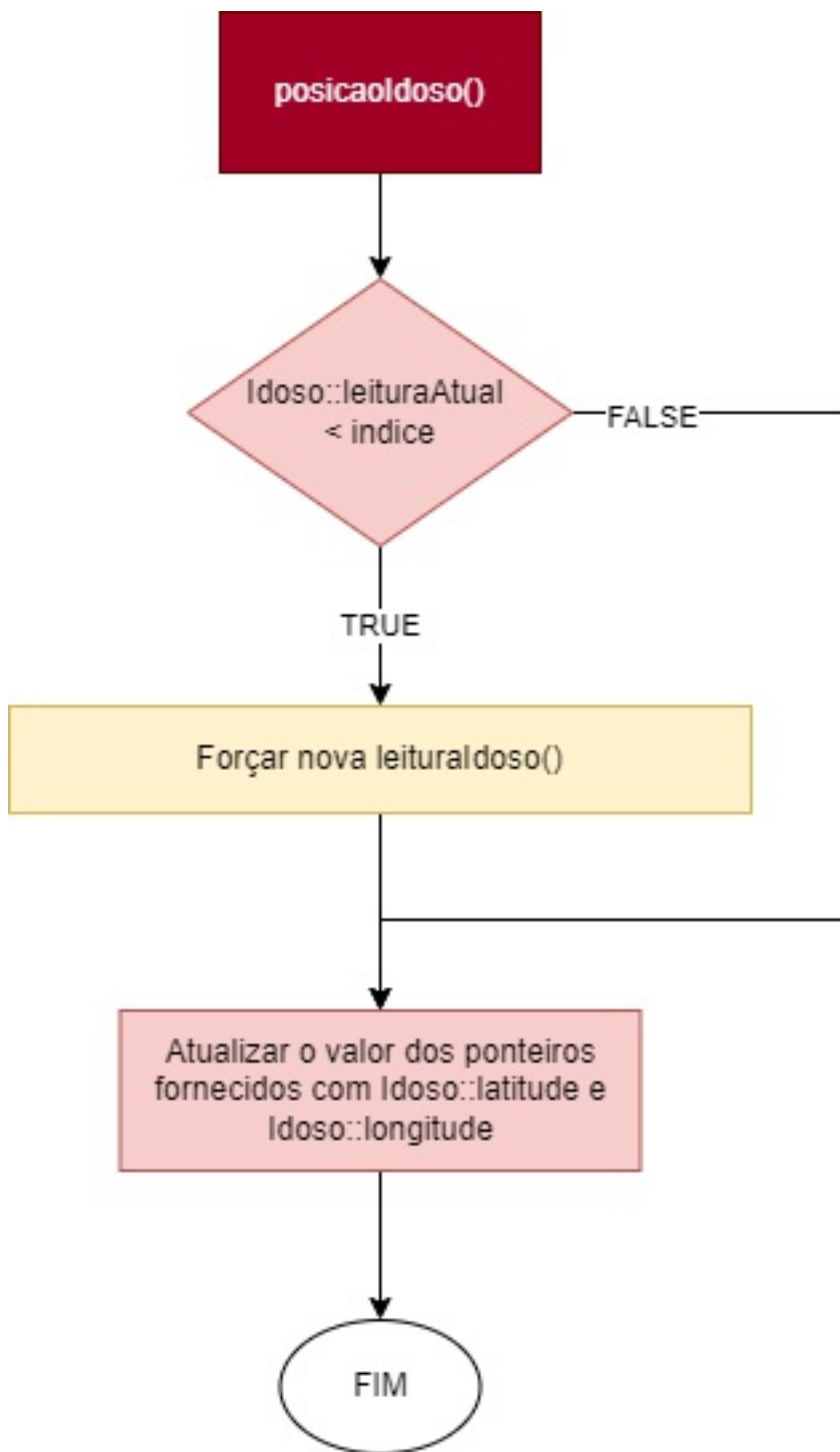 posicaoIdoso()
Idoso::leituraAtual
< indice
FALSE
TRUE
Forçar nova leituraIdoso()
Atualizar o valor dos ponteiros
fornecidos com Idoso::latitude e
Idoso::longitude
FIM